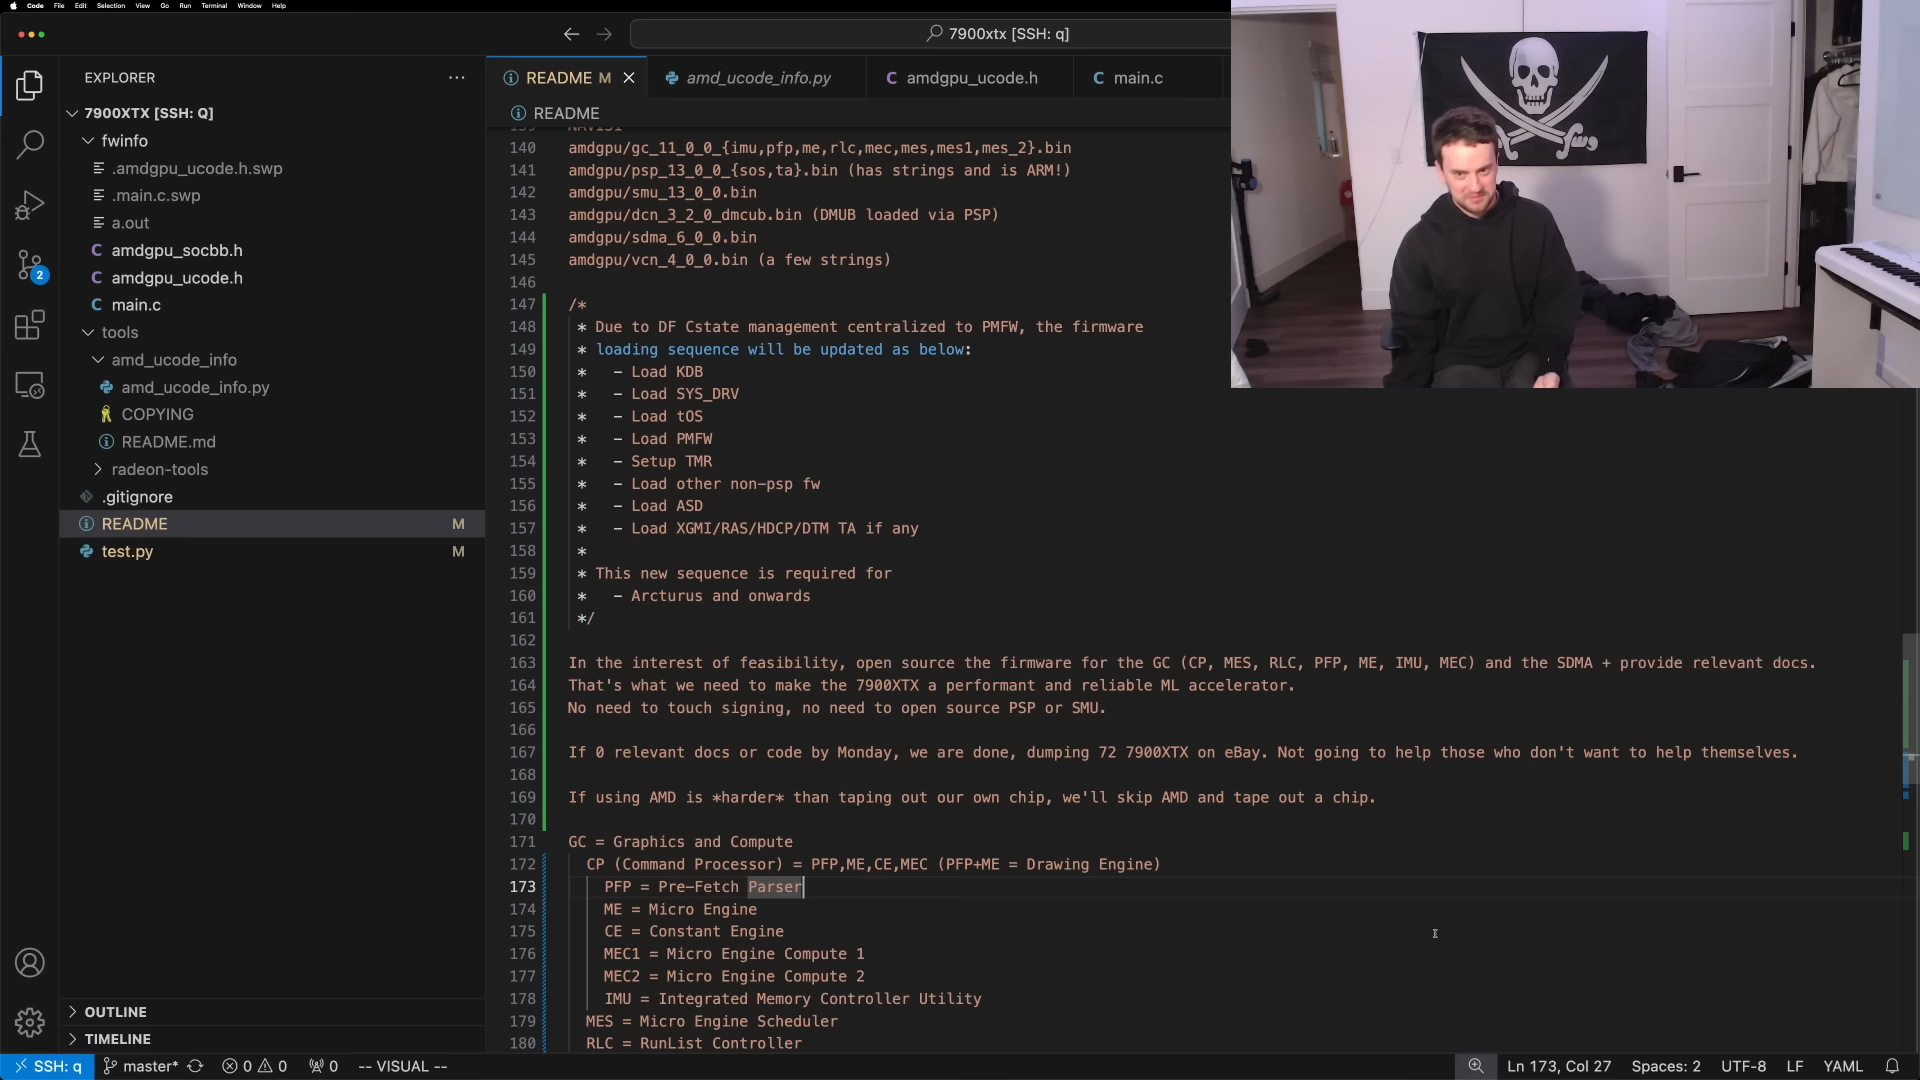 Code File Edit Selection View Go Run Terminal Window Help
7900xtx [SSH: q]
EXPLORER
7900XTX [SSH: Q]
fwinfo
.amdgpu_ucode.h.swp
.main.c.swp
a.out
C amdgpu_socbb.h
C amdgpu_ucode.h
C main.c
tools
amd_ucode_info
amd_ucode_info.py
COPYING
README.md
radeon-tools
.gitignore
README M
test.py M
OUTLINE
TIMELINE
2
README M
amd_ucode_info.py
C amdgpu_ucode.h
C main.c
README
139 NAVI31
140 amdgpu/gc_11_0_0_{imu,pfp,me,rlc,mec,mes,mes1,mes_2}.bin
141 amdgpu/psp_13_0_0_{sos,ta}.bin (has strings and is ARM!)
142 amdgpu/smu_13_0_0.bin
143 amdgpu/dcn_3_2_0_dmcub.bin (DMUB loaded via PSP)
144 amdgpu/sdma_6_0_0.bin
145 amdgpu/vcn_4_0_0.bin (a few strings)
146
147 /*
148 * Due to DF Cstate management centralized to PMFW, the firmware
149 * loading sequence will be updated as below:
150 * - Load KDB
151 * - Load SYS_DRV
152 * - Load tOS
153 * - Load PMFW
154 * - Setup TMR
155 * - Load other non-psp fw
156 * - Load ASD
157 * - Load XGMI/RAS/HDCP/DTM TA if any
158 *
159 * This new sequence is required for
160 * - Arcturus and onwards
161 */
162
163 In the interest of feasibility, open source the firmware for the GC (CP, MES, RLC, PFP, ME, IMU, MEC) and the SDMA + provide relevant docs.
164 That's what we need to make the 7900XTX a performant and reliable ML accelerator.
165 No need to touch signing, no need to open source PSP or SMU.
166
167 If 0 relevant docs or code by Monday, we are done, dumping 72 7900XTX on eBay. Not going to help those who don't want to help themselves.
168
169 If using AMD is *harder* than taping out our own chip, we'll skip AMD and tape out a chip.
170
171 GC = Graphics and Compute
172 CP (Command Processor) = PFP,ME,CE,MEC (PFP+ME = Drawing Engine)
173 PFP = Pre-Fetch Parser
174 ME = Micro Engine
175 CE = Constant Engine
176 MEC1 = Micro Engine Compute 1
177 MEC2 = Micro Engine Compute 2
178 IMU = Integrated Memory Controller Utility
179 MES = Micro Engine Scheduler
180 RLC = RunList Controller
SSH: q master* 0 0 0 -- VISUAL -- Ln 173, Col 27 Spaces: 2 UTF-8 LF YAML